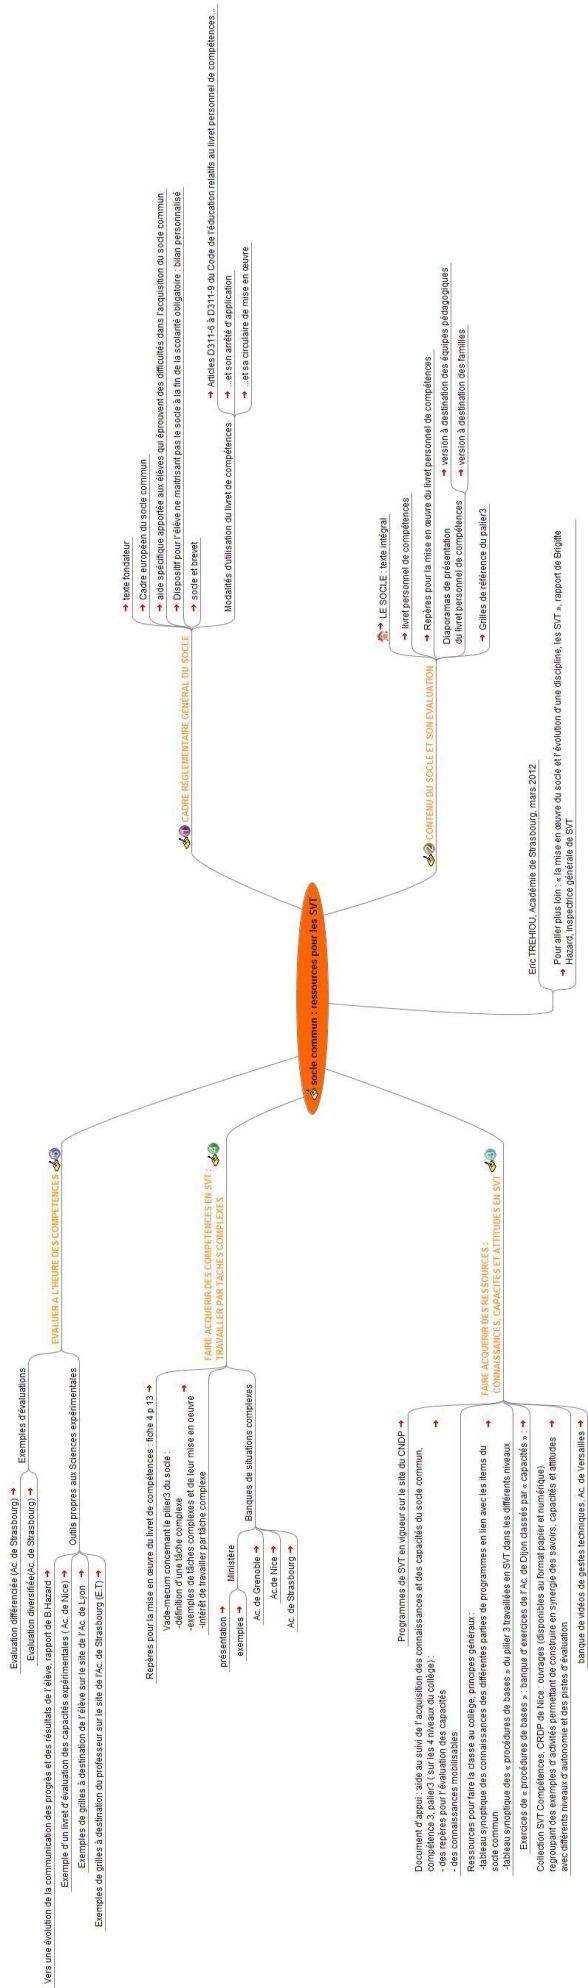 socle commun : ressources pour les SVT
CADRE RÉGLEMENTAIRE GÉNÉRAL DU SOCLE
texte fondateur
Cadre européen du socle commun
aide spécifique apportée aux élèves qui éprouvent des difficultés dans l'acquisition du socle commun
Dispositif pour l'élève ne maitrisant pas le socle à la fin de la scolarité obligatoire : bilan personnalisé
socle et brevet
Modalités d'utilisation du livret de compétences
Articles D311-6 à D311-9 du Code de l'éducation relatifs au livret personnel de compétences...
...et son arrêté d'application
...et sa circulaire de mise en œuvre
CONTENU DU SOCLE ET SON EVALUATION
LE SOCLE : texte intégral
livret personnel de compétences
Repères pour la mise en œuvre du livret personnel de compétences
Diaporamas de présentation
du livret personnel de compétences
version à destination des équipes pédagogiques
version à destination des familles
Grilles de référence du palier3
Eric TREHIOU, Académie de Strasbourg, mars 2012
Pour aller plus loin : « la mise en œuvre du socle et l'évolution d'une discipline, les SVT », rapport de Brigitte
Hazard, inspectrice générale de SVT
EVALUER A L'HEURE DES COMPETENCES
Exemples d'évaluations
Evaluation différenciée (Ac. de Strasbourg)
Evaluation diversifiée(Ac. de Strasbourg)
Outils propres aux Sciences expérimentales
Vers une évolution de la communication des progrès et des résultats de l'élève, rapport de B.Hazard
Exemple d'un livret d'évaluation des capacités expérimentales ( Ac. de Nice)
Exemples de grilles à destination de l'élève sur le site de l'Ac. de Lyon
Exemples de grilles à destination du professeur sur le site de l'Ac. de Strasbourg (E.T)
FAIRE ACQUERIR DES COMPETENCES EN SVT :
TRAVAILLER PAR TACHES COMPLEXES
Repères pour la mise en œuvre du livret de compétences : fiche 4 p 13
Vade-mecum concernant le pilier3 du socle :
-définition d'une tâche complexe
-exemples de tâches complexes et de leur mise en oeuvre
-intérêt de travailler par tâche complexe
Banques de situations complexes
Ministère
présentation
exemples
Ac. de Grenoble
Ac.de Nice
Ac. de Strasbourg
FAIRE ACQUERIR DES RESSOURCES :
CONNAISSANCES, CAPACITES ET ATTITUDES EN SVT
Programmes de SVT en vigueur sur le site du CNDP
Document d'appui : aide au suivi de l'acquisition des connaissances et des capacités du socle commun,
compétence 3, palier3 ( sur les 4 niveaux du collège) :
- des repères pour l'évaluation des capacités
- des connaissances mobilisables
Ressources pour faire la classe au collège, principes généraux :
-tableau synoptique des connaissances des différentes parties de programmes en lien avec les items du
socle commun
-tableau synoptique des « procédures de bases » du pilier 3 travaillées en SVT dans les différents niveaux
Exercices de « procédures de bases » : banque d'exercices de l'Ac. de Dijon classés par « capacités » :
Collection SVT Compétences, CRDP de Nice : ouvrages (disponibles au format papier et numérique)
regroupant des exemples d'activités permettant de construire en synergie des savoirs, capacités et attitudes
avec différents niveaux d'autonomie et des pistes d'évaluation
banque de vidéos de gestes techniques, Ac. de Versailles